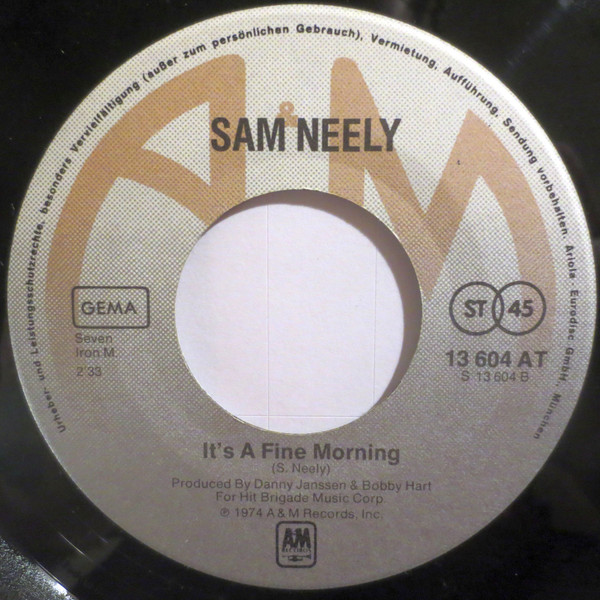 Urheber- und Leistungsschutzrechte, besonders Vervielfältigung (außer zum persönlichen Gebrauch), Vermietung, Aufführung, Sendung vorbehalten. Ariola-Eurodisc GmbH., München
A&M
SAM NEELY
GEMA
Seven
Iron M.
2'33
ST 45
13 604 AT
S 13 604 B
It's A Fine Morning
(S. Neely)
Produced By Danny Janssen & Bobby Hart
For Hit Brigade Music Corp.
℗ 1974 A & M Records, Inc.
A&M
RECORDS